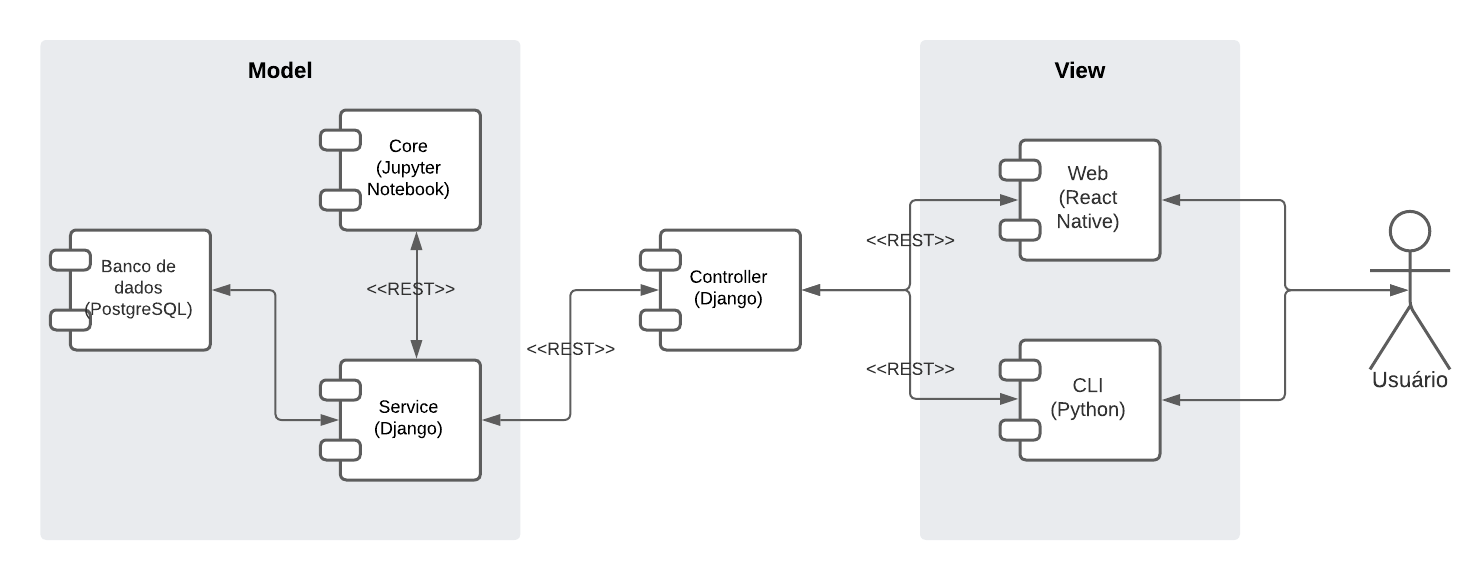 Model
View
Core
(Jupyter
Notebook)
Web
(React
Native)
<<REST>>
Banco de
dados
(PostgreSQL)
<<REST>>
Controller
(Django)
<<REST>>
<<REST>>
Usuário
CLI
(Python)
Service
(Django)